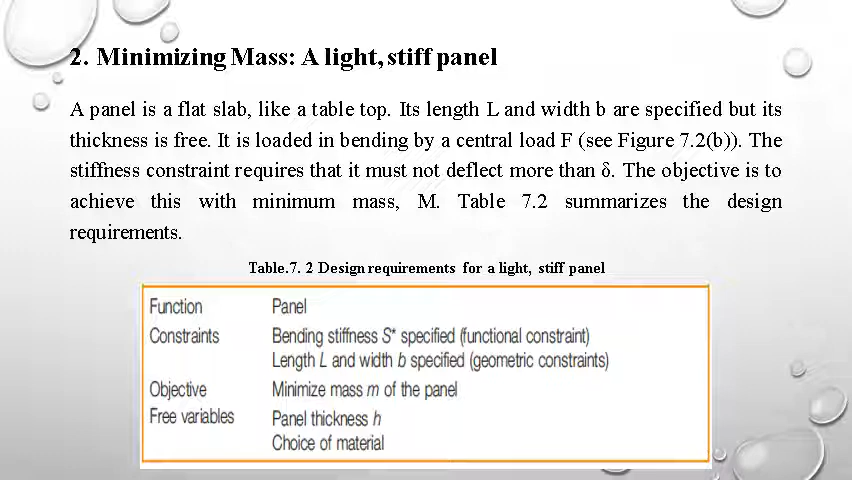 2. Minimizing Mass: A light, stiff panel
A panel is a flat slab, like a table top. Its length L and width b are specified but its
thickness is free. It is loaded in bending by a central load F (see Figure 7.2(b)). The
stiffness constraint requires that it must not deflect more than δ. The objective is to
achieve this with minimum mass, M. Table 7.2 summarizes the design
requirements.
Table.7. 2 Design requirements for a light, stiff panel
Function Panel
Constraints Bending stiffness S* specified (functional constraint)
Length L and width b specified (geometric constraints)
Objective Minimize mass m of the panel
Free variables Panel thickness h
Choice of material